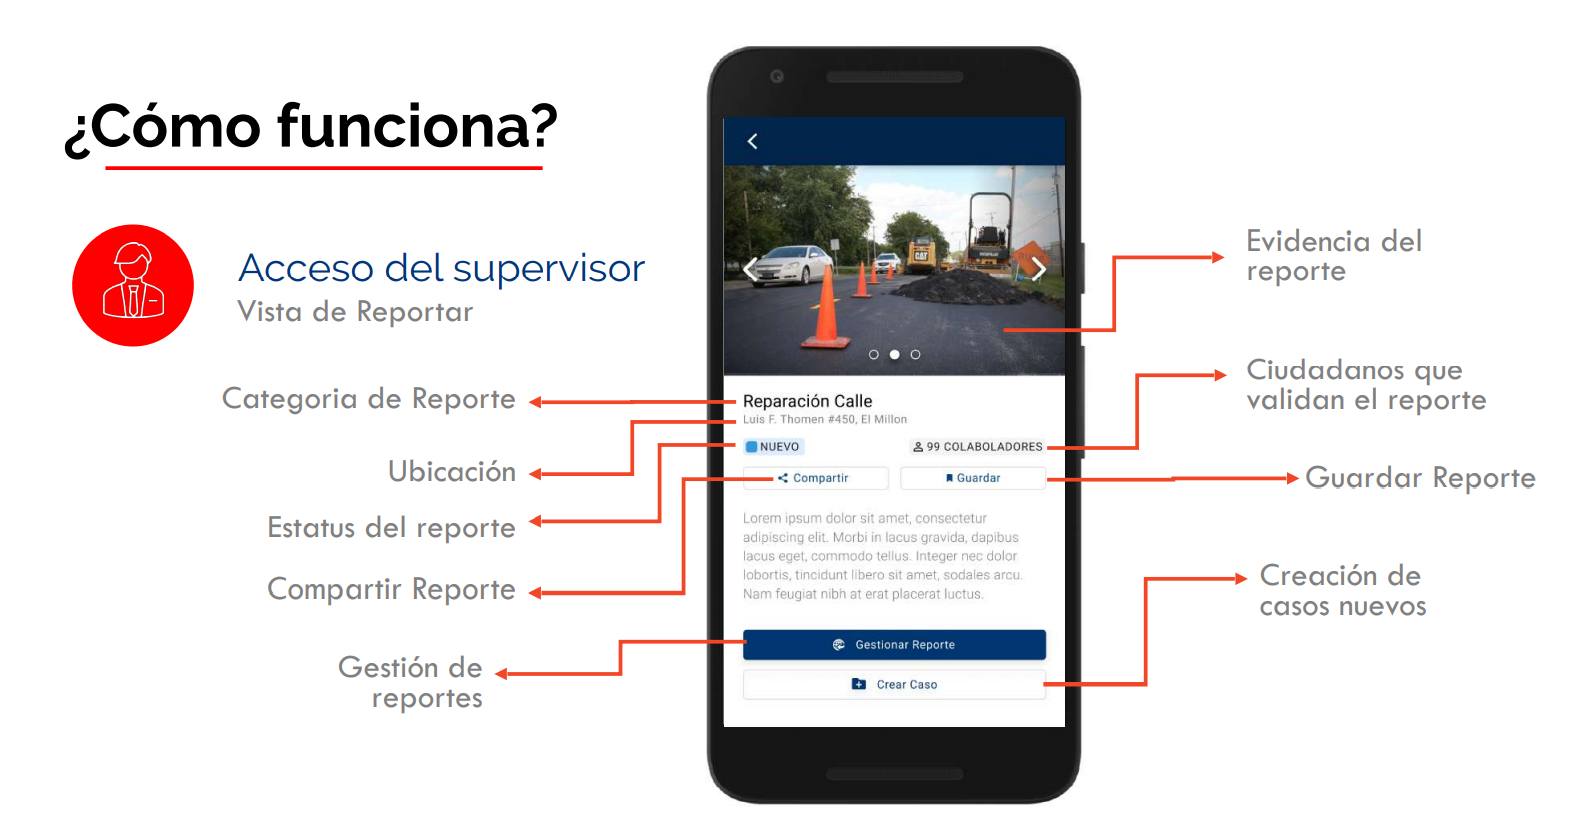 ¿Cómo funciona?
Acceso del supervisor
Vista de Reportar
Categoria de Reporte
Ubicación
Estatus del reporte
Compartir Reporte
Gestión de
reportes
CAT
Reparación Calle
Luis F. Thomen #450, El Millon
NUEVO
99 COLABOLADORES
Compartir
Guardar
Lorem ipsum dolor sit amet, consectetur
adipiscing elit. Morbi in lacus gravida, dapibus
lacus eget, commodo tellus. Integer nec dolor
lobortis, tincidunt libero sit amet, sodales arcu.
Nam feugiat nibh at erat placerat luctus.
Gestionar Reporte
Crear Caso
Evidencia del
reporte
Ciudadanos que
validan el reporte
Guardar Reporte
Creación de
casos nuevos